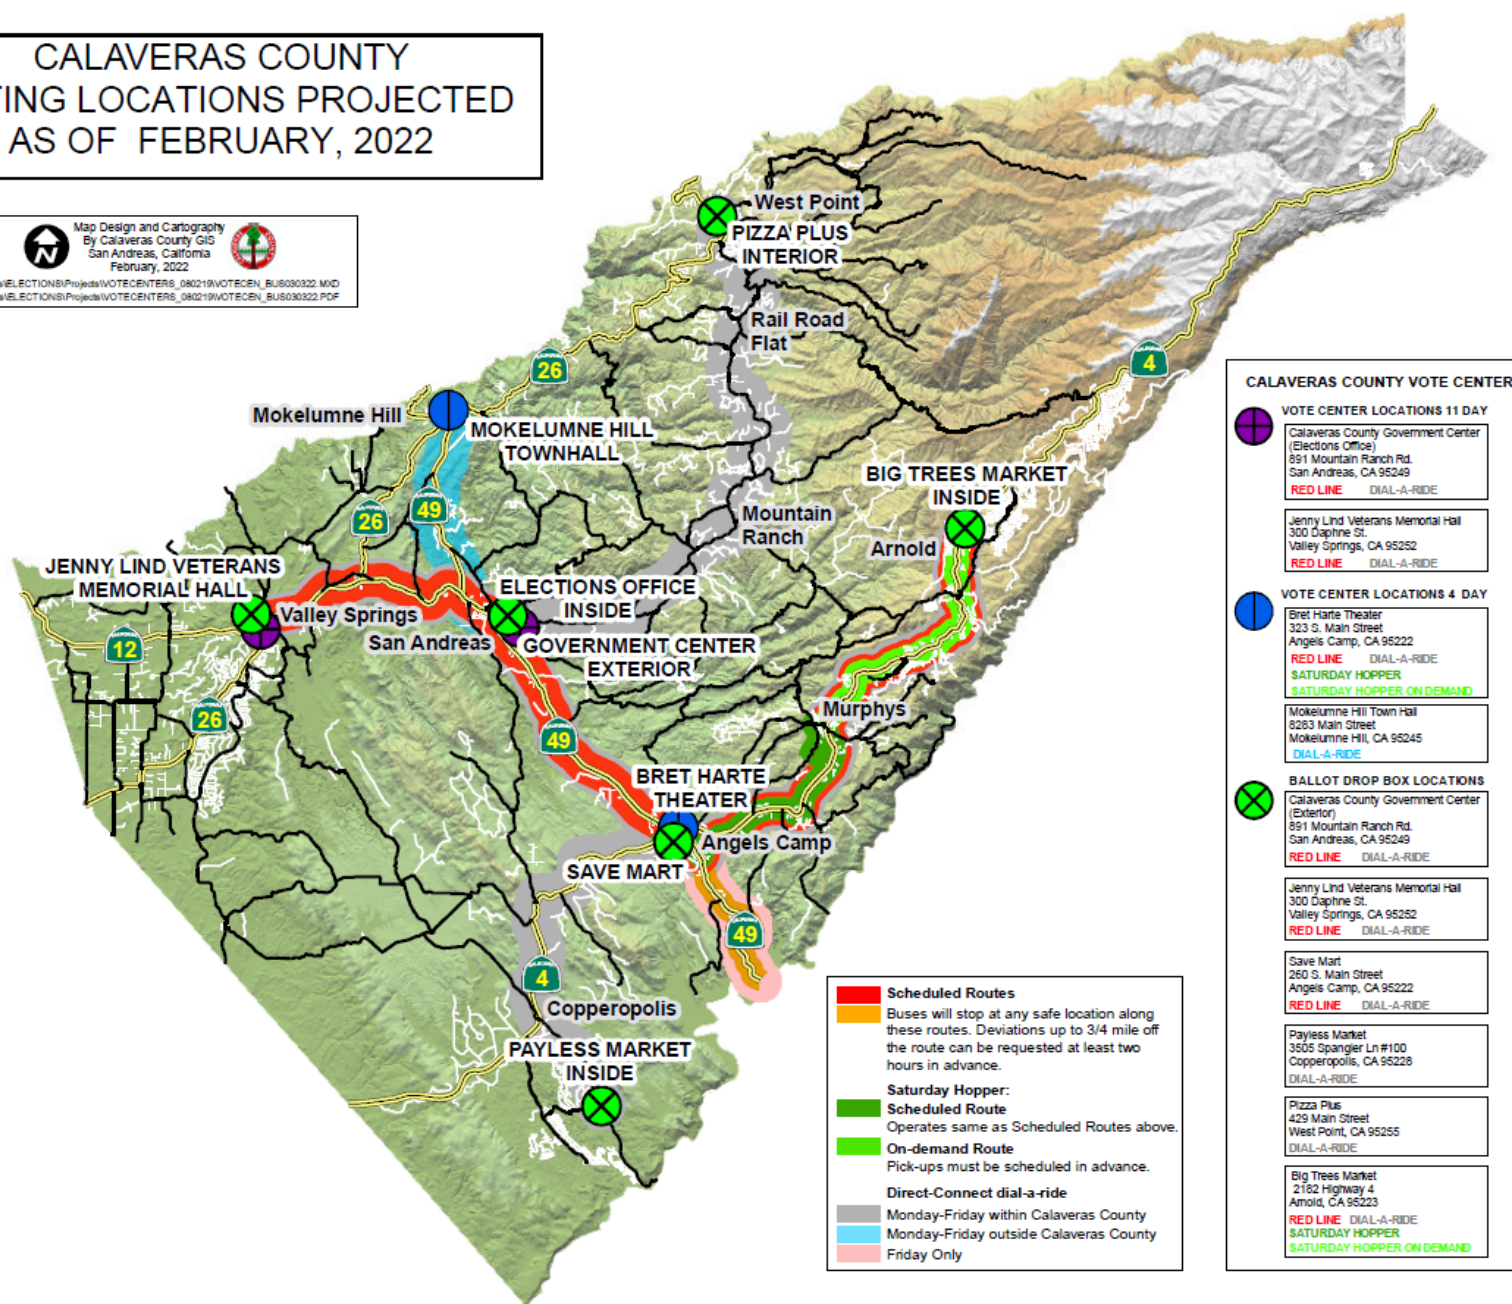 CALAVERAS COUNTY
TING LOCATIONS PROJECTED
AS OF FEBRUARY, 2022
N
Map Design and Cartography
By Calaveras County GIS
San Andreas, California
February, 2022
\ELECTIONS\Projects\VOTECENTERS_080219\VOTECEN_BUS030322.MXD
\ELECTIONS\Projects\VOTECENTERS_080219\VOTECEN_BUS030322.PDF
West Point
PIZZA PLUS
INTERIOR
Rail Road
Flat
26
4
Mokelumne Hill
MOKELUMNE HILL
TOWNHALL
BIG TREES MARKET
INSIDE
26
49
Mountain
Ranch
Arnold
JENNY LIND VETERANS
MEMORIAL HALL
ELECTIONS OFFICE
INSIDE
Valley Springs
San Andreas
12
GOVERNMENT CENTER
EXTERIOR
26
Murphys
49
BRET HARTE
THEATER
Angels Camp
SAVE MART
49
4
Copperopolis
PAYLESS MARKET
INSIDE
Scheduled Routes
Buses will stop at any safe location along
these routes. Deviations up to 3/4 mile off
the route can be requested at least two
hours in advance.
Saturday Hopper:
Scheduled Route
Operates same as Scheduled Routes above.
On-demand Route
Pick-ups must be scheduled in advance.
Direct-Connect dial-a-ride
Monday-Friday within Calaveras County
Monday-Friday outside Calaveras County
Friday Only
CALAVERAS COUNTY VOTE CENTER
VOTE CENTER LOCATIONS 11 DAY
Calaveras County Government Center
(Elections Office)
891 Mountain Ranch Rd.
San Andreas, CA 95249
RED LINE DIAL-A-RIDE
Jenny Lind Veterans Memorial Hall
300 Daphne St.
Valley Springs, CA 95252
RED LINE DIAL-A-RIDE
VOTE CENTER LOCATIONS 4 DAY
Bret Harte Theater
323 S. Main Street
Angels Camp, CA 95222
RED LINE DIAL-A-RIDE
SATURDAY HOPPER
SATURDAY HOPPER ON DEMAND
Mokelumne Hill Town Hall
8283 Main Street
Mokelumne Hill, CA 95245
DIAL-A-RIDE
BALLOT DROP BOX LOCATIONS
Calaveras County Government Center
(Exterior)
891 Mountain Ranch Rd.
San Andreas, CA 95249
RED LINE DIAL-A-RIDE
Jenny Lind Veterans Memorial Hall
300 Daphne St.
Valley Springs, CA 95252
RED LINE DIAL-A-RIDE
Save Mart
260 S. Main Street
Angels Camp, CA 95222
RED LINE DIAL-A-RIDE
Payless Market
3505 Spangler Ln #100
Copperopolis, CA 95228
DIAL-A-RIDE
Pizza Plus
429 Main Street
West Point, CA 95255
DIAL-A-RIDE
Big Trees Market
2182 Highway 4
Arnold, CA 95223
RED LINE DIAL-A-RIDE
SATURDAY HOPPER
SATURDAY HOPPER ON DEMAND